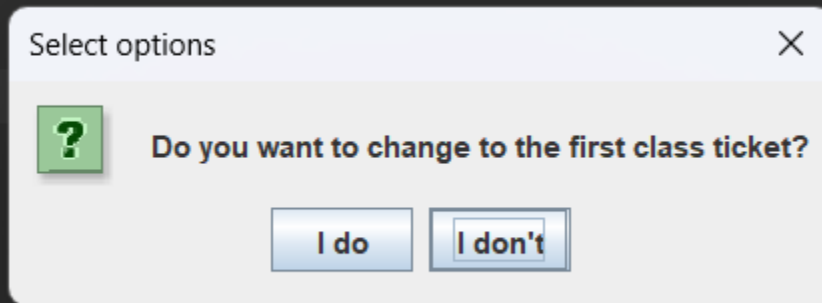 Select options
?
Do you want to change to the first class ticket?
I do
I don't